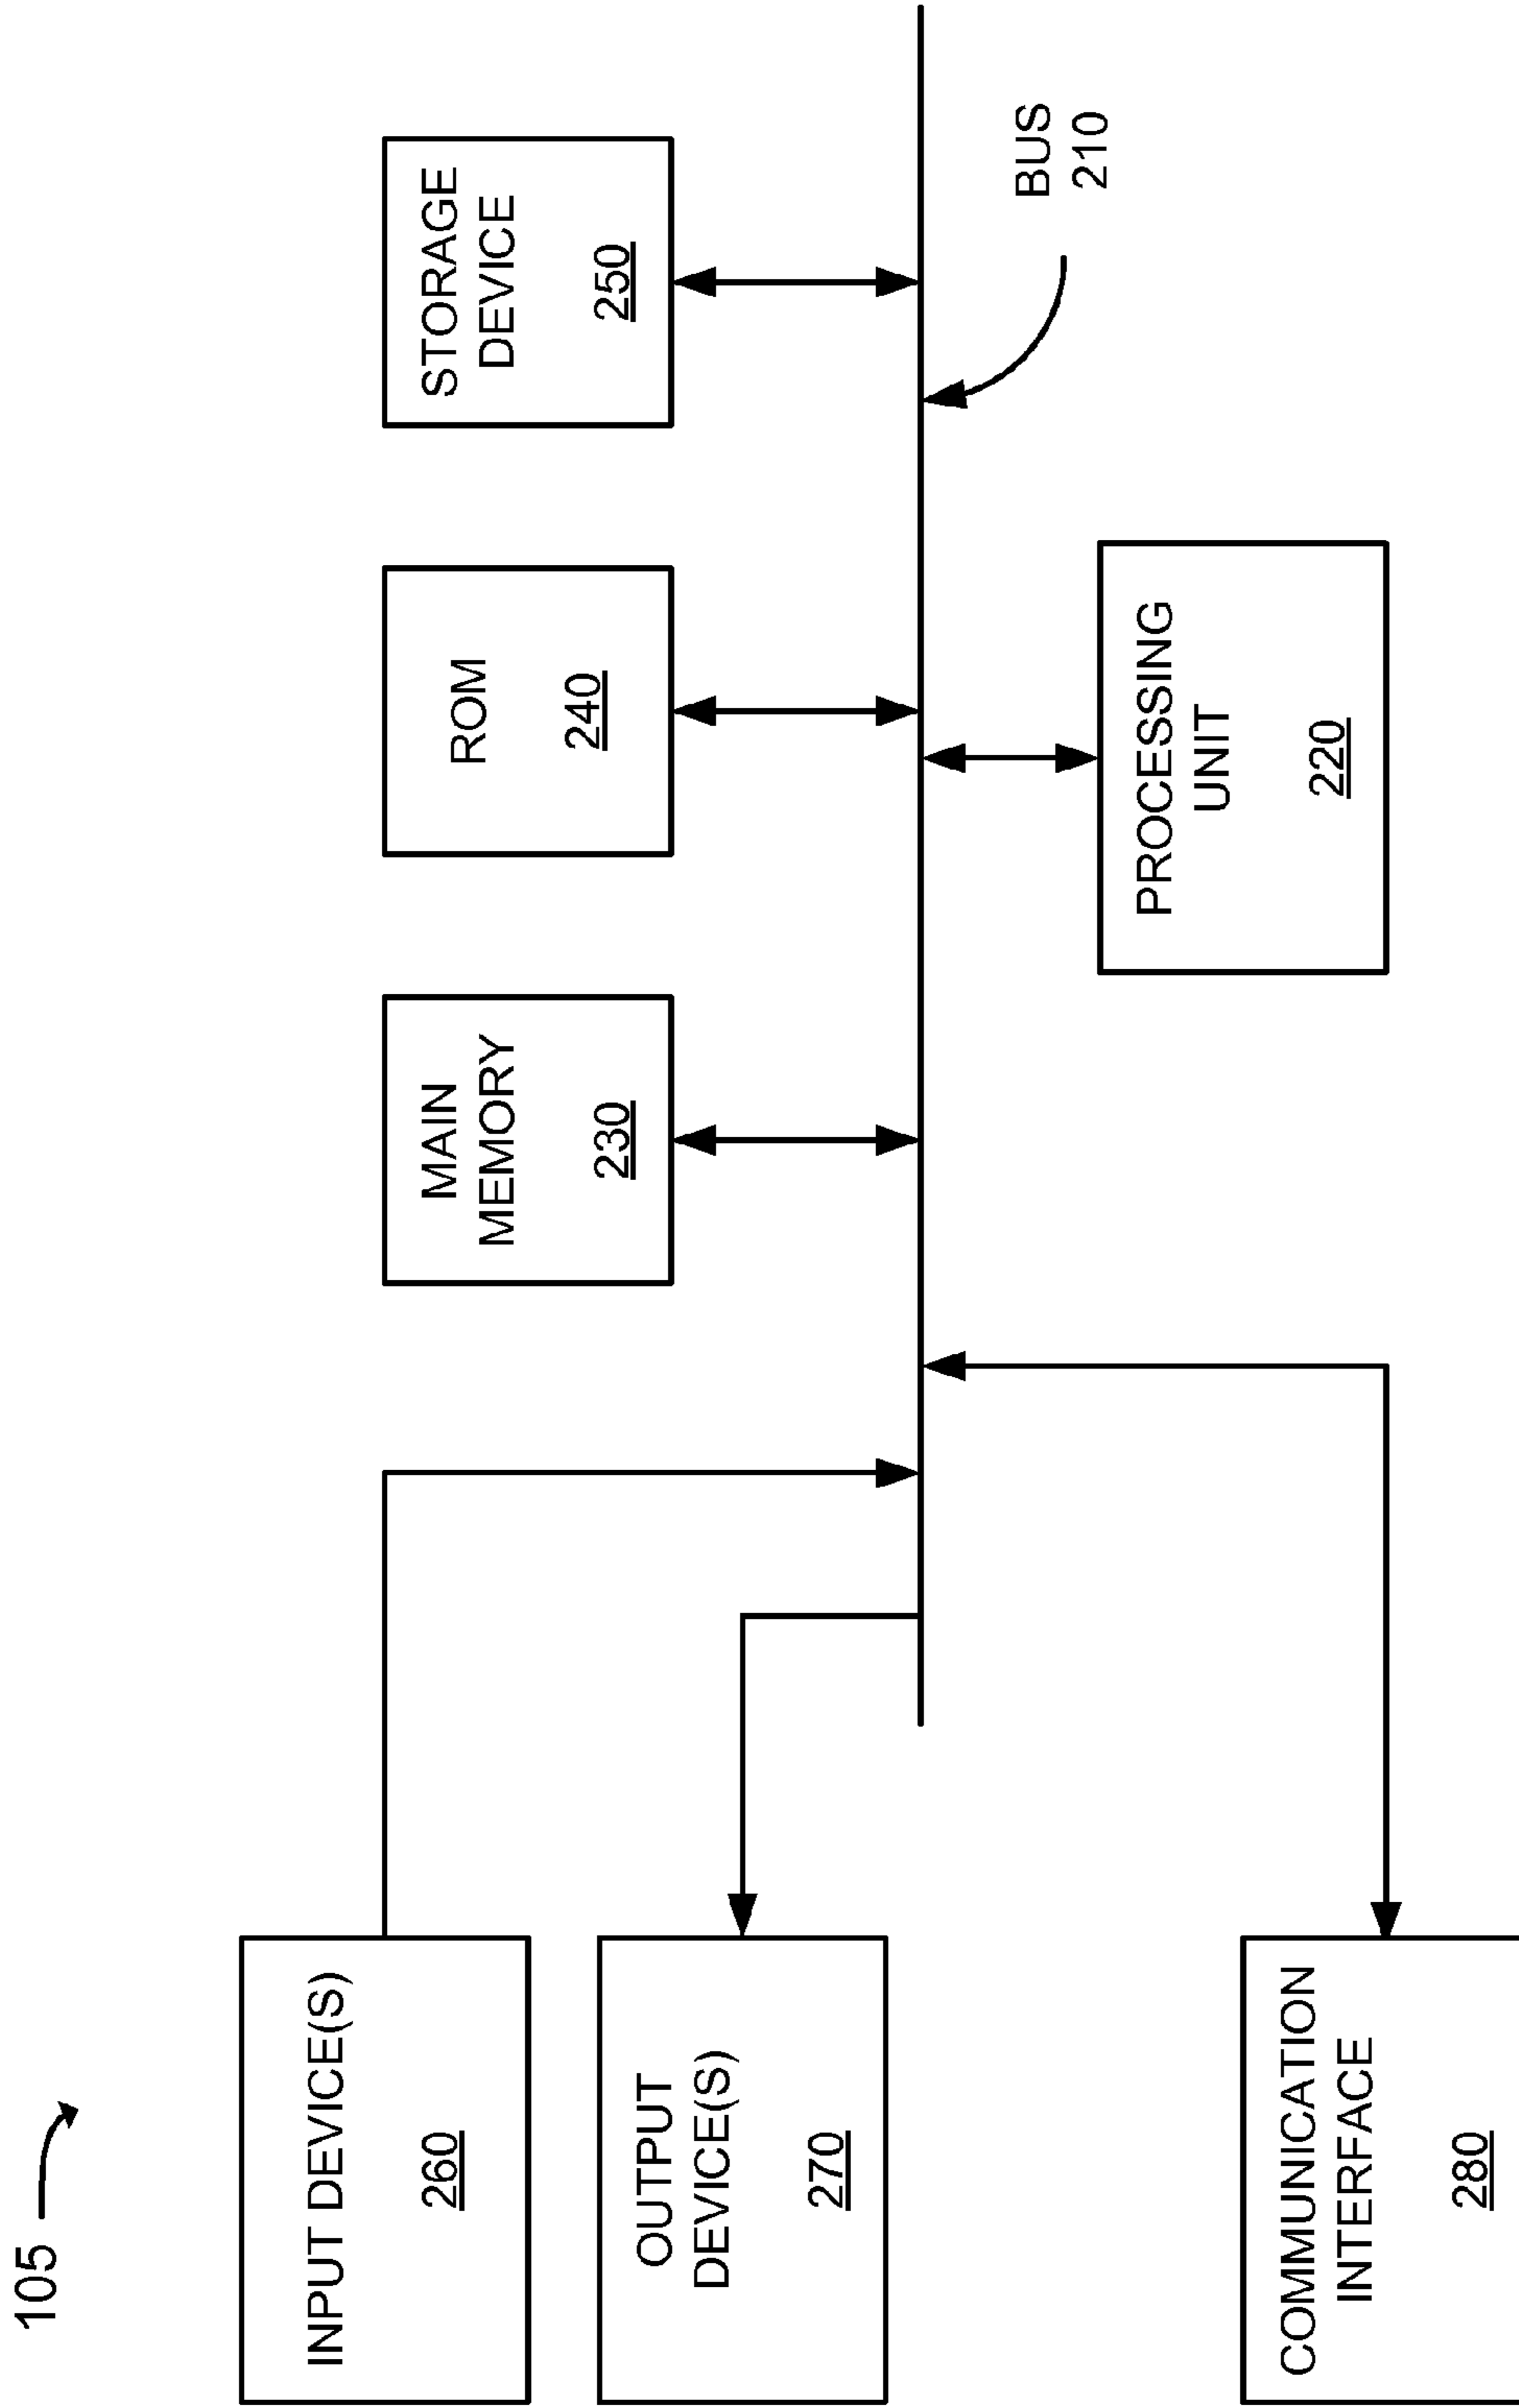 105
INPUT DEVICE(S)
260
OUTPUT
DEVICE(S)
270
COMMUNICATION
INTERFACE
280
MAIN
MEMORY
230
ROM
240
STORAGE
DEVICE
250
PROCESSING
UNIT
220
BUS
210